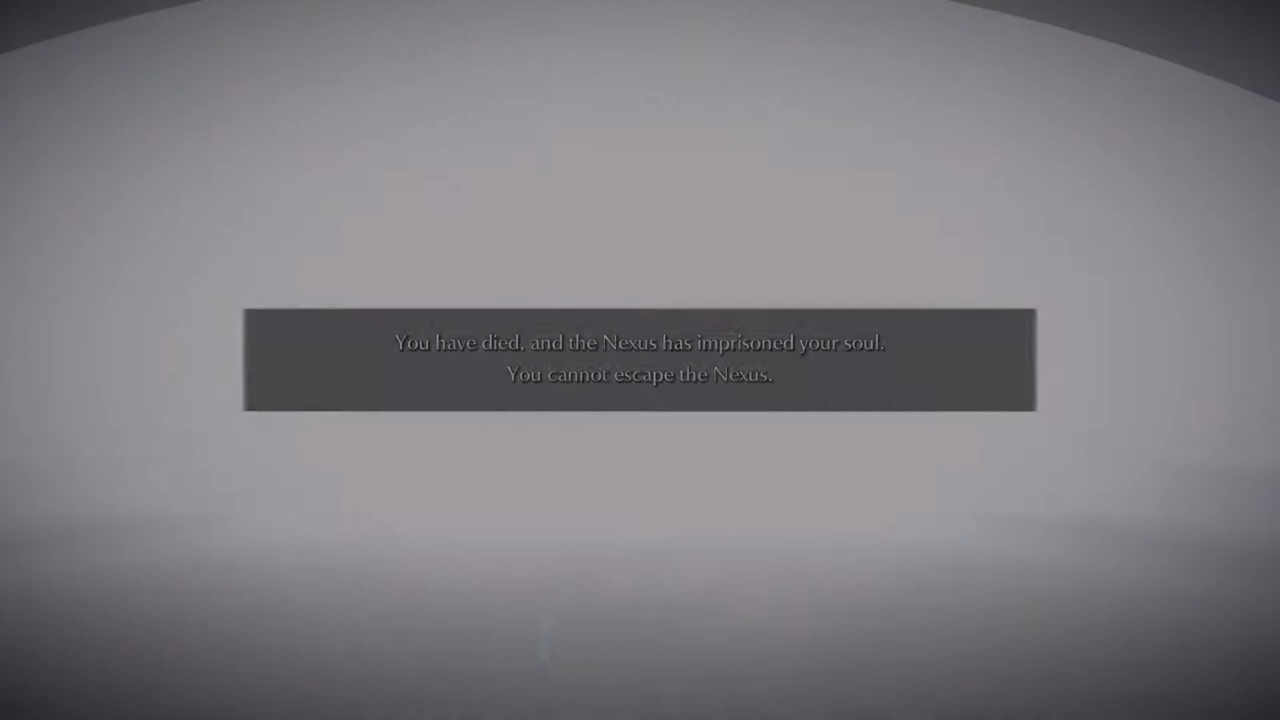 You have died, and the Nexus has imprisoned your soul.
You cannot escape the Nexus.